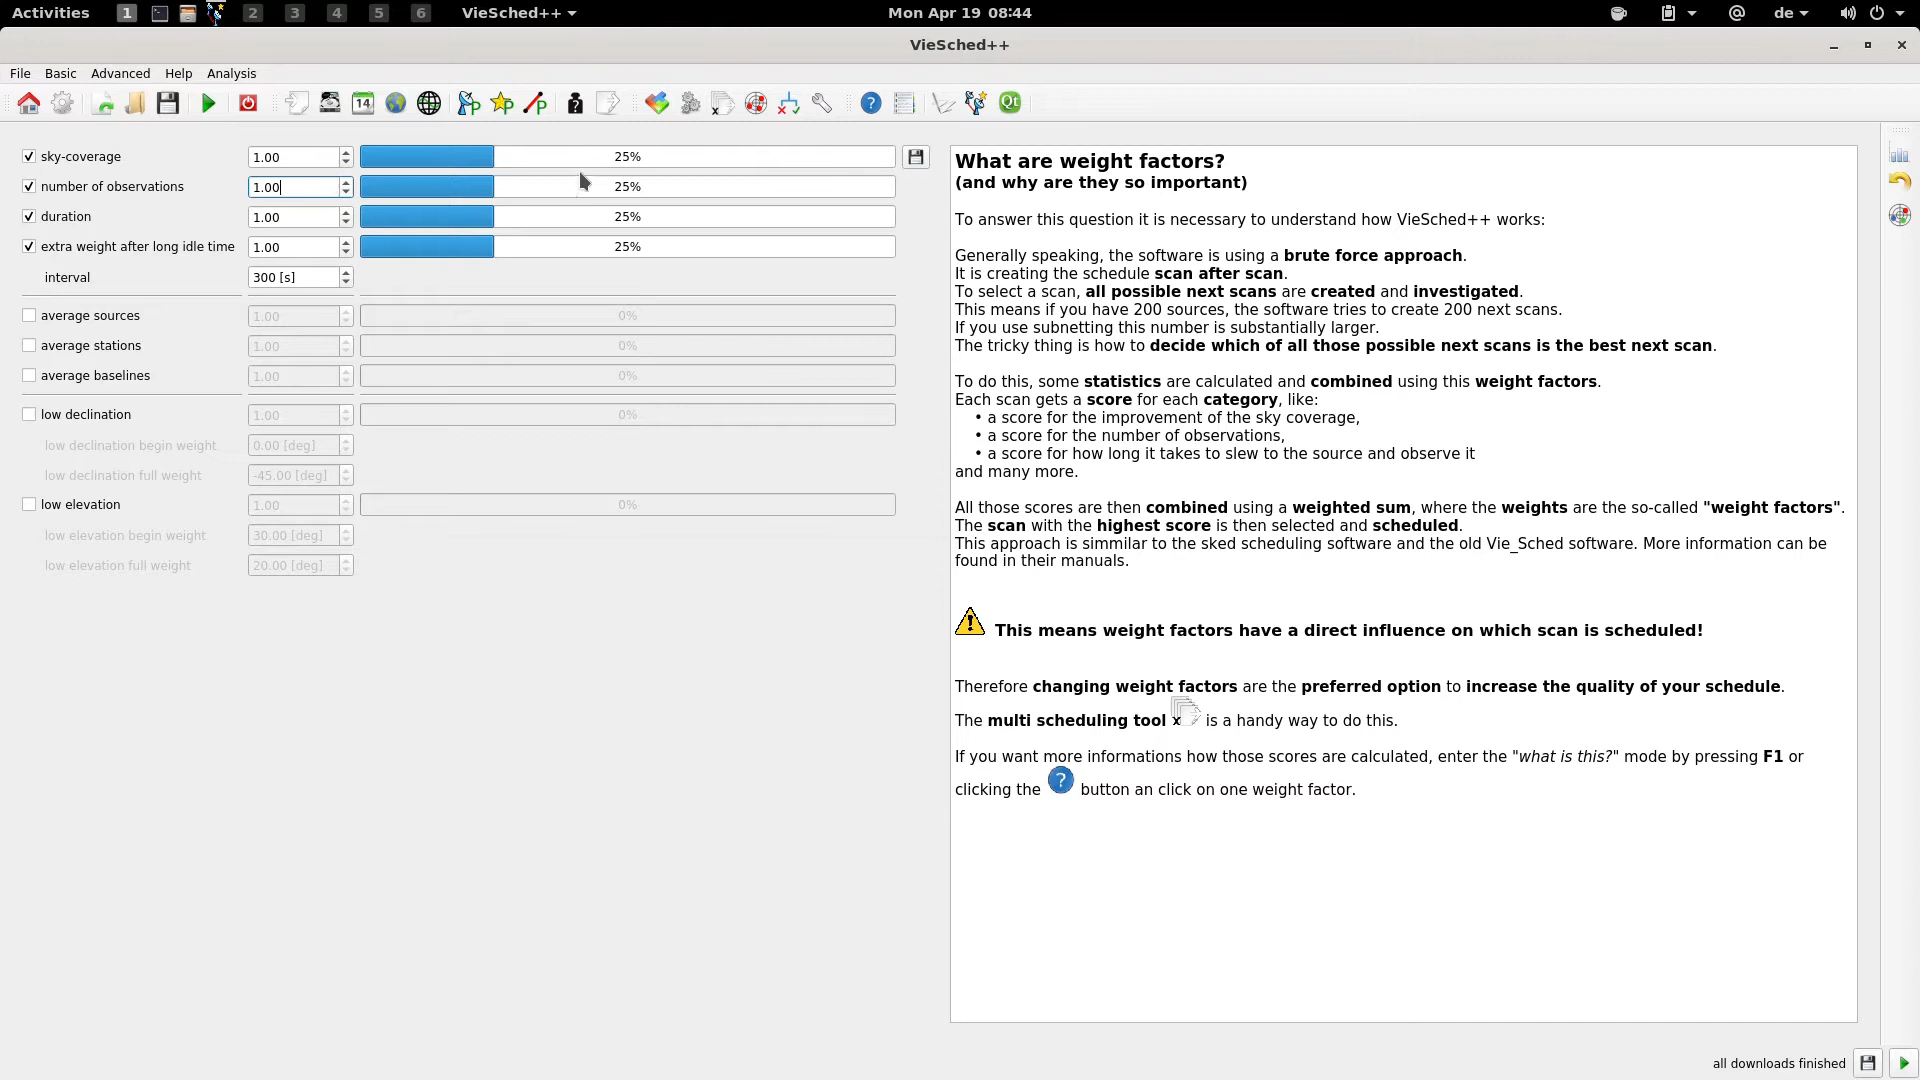 Activities 1 2 3 4 5 6 VieSched++ Mon Apr 19 08:44 de
VieSched++
File Basic Advanced Help Analysis
14 P P P ? x ? Qt
sky-coverage 1.00 25%
number of observations 1.00 25%
duration 1.00 25%
extra weight after long idle time 1.00 25%
interval 300 [s]
average sources 1.00 0%
average stations 1.00 0%
average baselines 1.00 0%
low declination 1.00 0%
low declination begin weight 0.00 [deg]
low declination full weight -45.00 [deg]
low elevation 1.00 0%
low elevation begin weight 30.00 [deg]
low elevation full weight 20.00 [deg]
What are weight factors?
(and why are they so important)
To answer this question it is necessary to understand how VieSched++ works:
Generally speaking, the software is using a brute force approach.
It is creating the schedule scan after scan.
To select a scan, all possible next scans are created and investigated.
This means if you have 200 sources, the software tries to create 200 next scans.
If you use subnetting this number is substantially larger.
The tricky thing is how to decide which of all those possible next scans is the best next scan.
To do this, some statistics are calculated and combined using this weight factors.
Each scan gets a score for each category, like:
• a score for the improvement of the sky coverage,
• a score for the number of observations,
• a score for how long it takes to slew to the source and observe it
and many more.
All those scores are then combined using a weighted sum, where the weights are the so-called "weight factors".
The scan with the highest score is then selected and scheduled.
This approach is simmilar to the sked scheduling software and the old Vie_Sched software. More information can be
found in their manuals.
This means weight factors have a direct influence on which scan is scheduled!
Therefore changing weight factors are the preferred option to increase the quality of your schedule.
The multi scheduling tool x is a handy way to do this.
If you want more informations how those scores are calculated, enter the "what is this?" mode by pressing F1 or
clicking the ? button an click on one weight factor.
all downloads finished